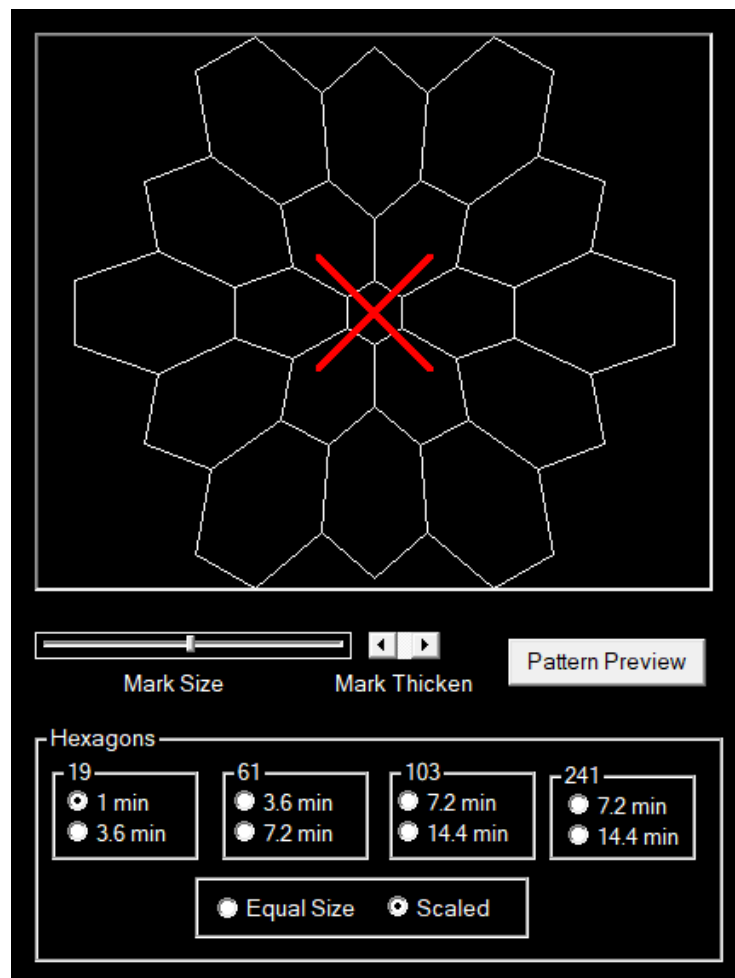 Pattern Preview
Mark Size
Mark Thicken
Hexagons
19
61
103
241
1 min
3.6 min
7.2 min
7.2 min
3.6 min
7.2 min
14.4 min
14.4 min
Equal Size
Scaled